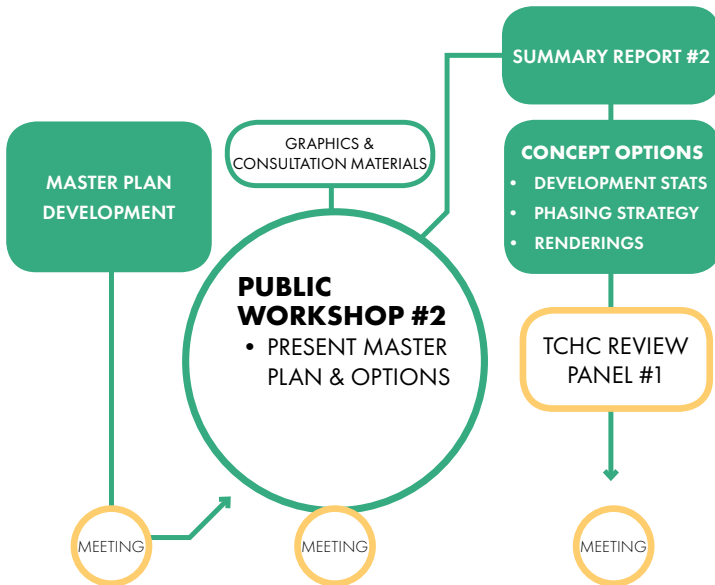 MASTER PLAN
DEVELOPMENT
MEETING
GRAPHICS &
CONSULTATION MATERIALS
PUBLIC
WORKSHOP #2
• PRESENT MASTER
PLAN & OPTIONS
MEETING
SUMMARY REPORT #2
CONCEPT OPTIONS
• DEVELOPMENT STATS
• PHASING STRATEGY
• RENDERINGS
TCHC REVIEW
PANEL #1
MEETING